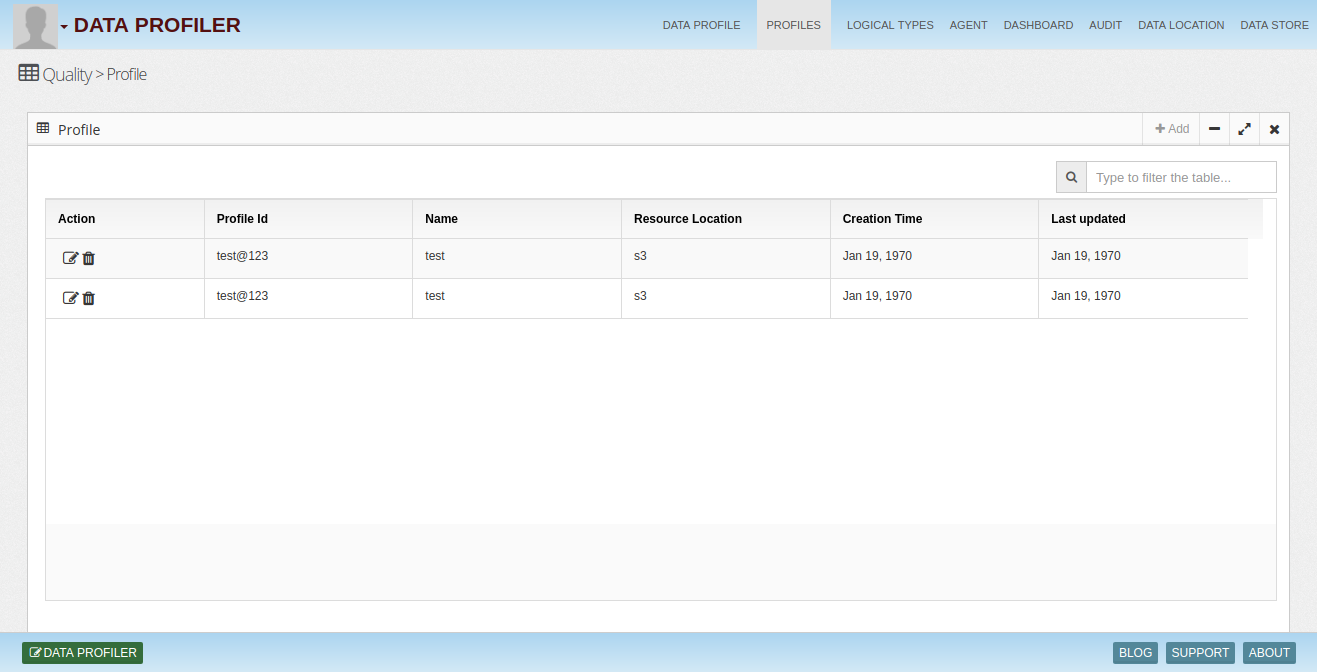 DATA PROFILER DATA PROFILE PROFILES LOGICAL TYPES AGENT DASHBOARD AUDIT DATA LOCATION DATA STORE
Quality > Profile
Profile Add
Type to filter the table...
Action Profile Id Name Resource Location Creation Time Last updated
test@123 test s3 Jan 19, 1970 Jan 19, 1970
test@123 test s3 Jan 19, 1970 Jan 19, 1970
DATA PROFILER BLOG SUPPORT ABOUT